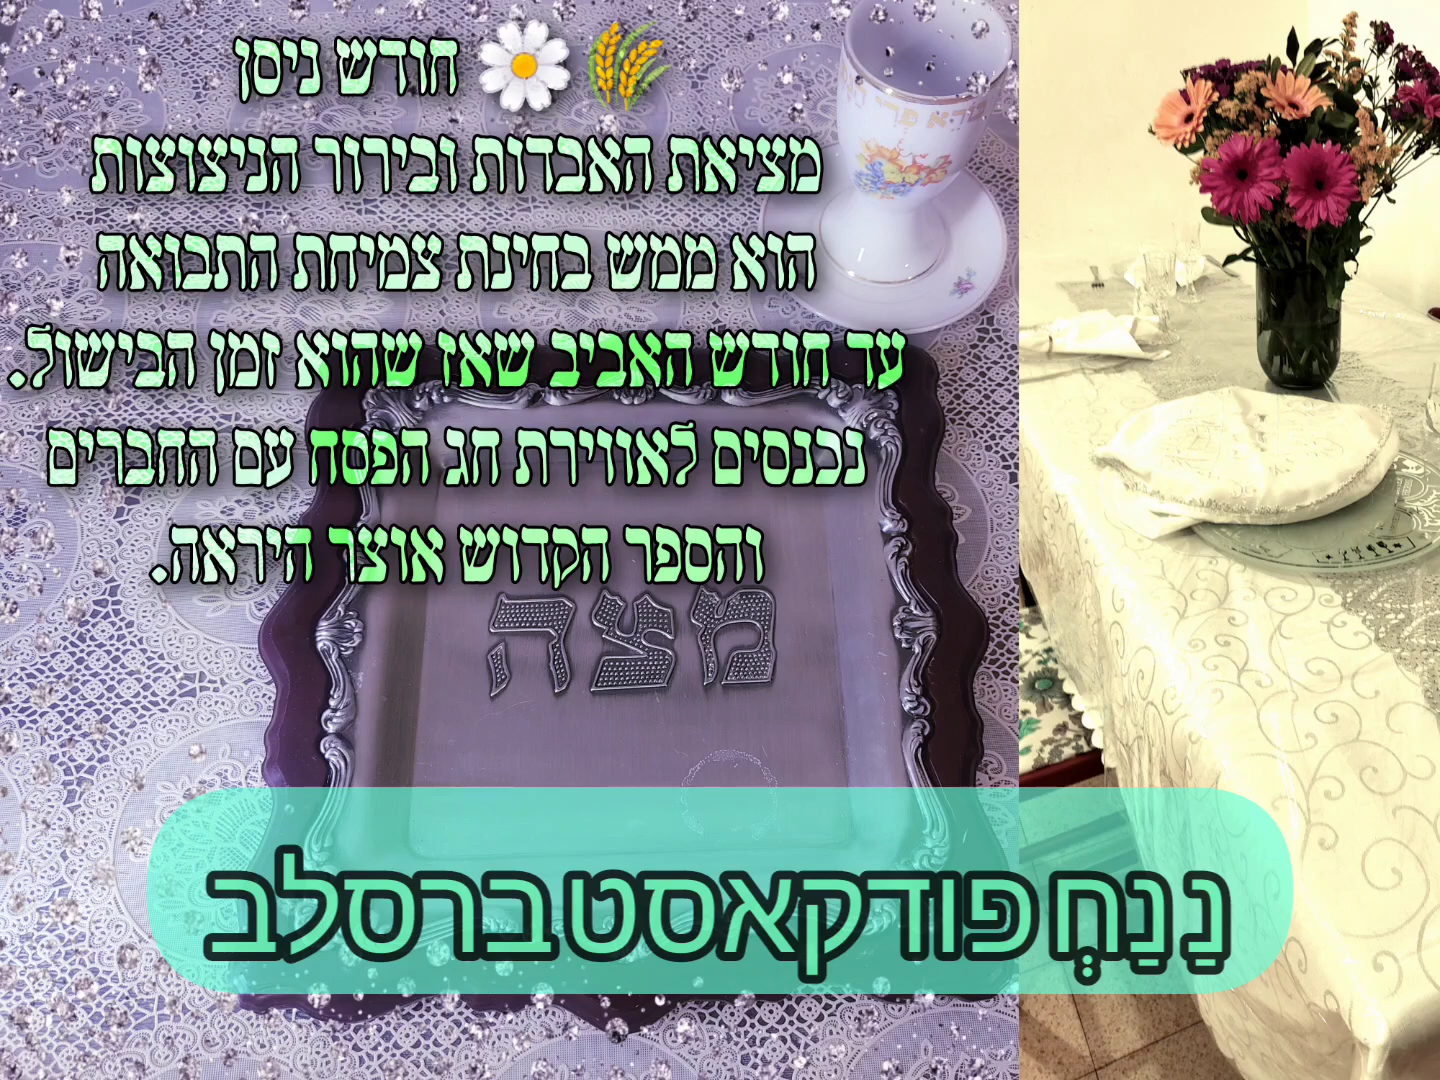 חודש ניסן
מציאת האבדות ובירור הניצוצות
הוא ממש בחינת צמיחת התבואה
עד חודש האביב שאז שהוא זמן הבישול.
נכנסים לאווירת חג הפסח עם החברים
והספר הקדוש אוצר היראה.
מצה
נַ נַחְ פודקאסט ברסלב